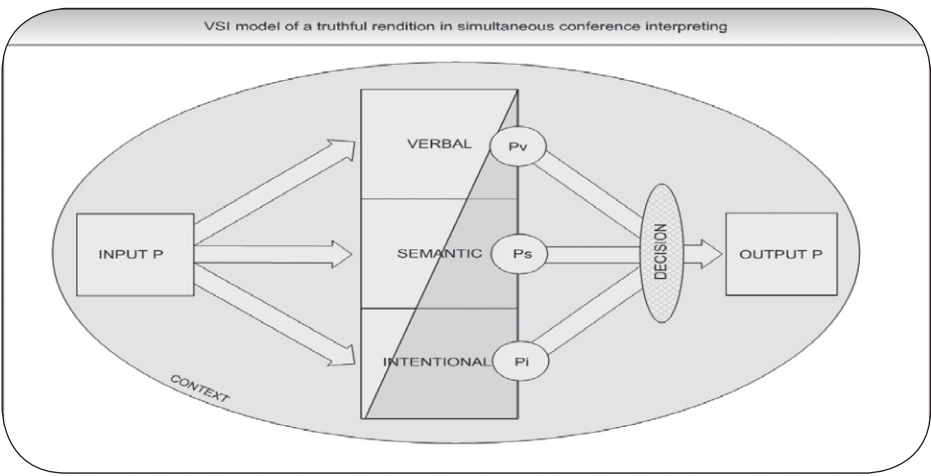 VSI model of a truthful rendition in simultaneous conference interpreting
VERBAL
Pv
INPUT P
SEMANTIC
Ps
DECISION
OUTPUT P
INTENTIONAL
Pi
CONTEXT